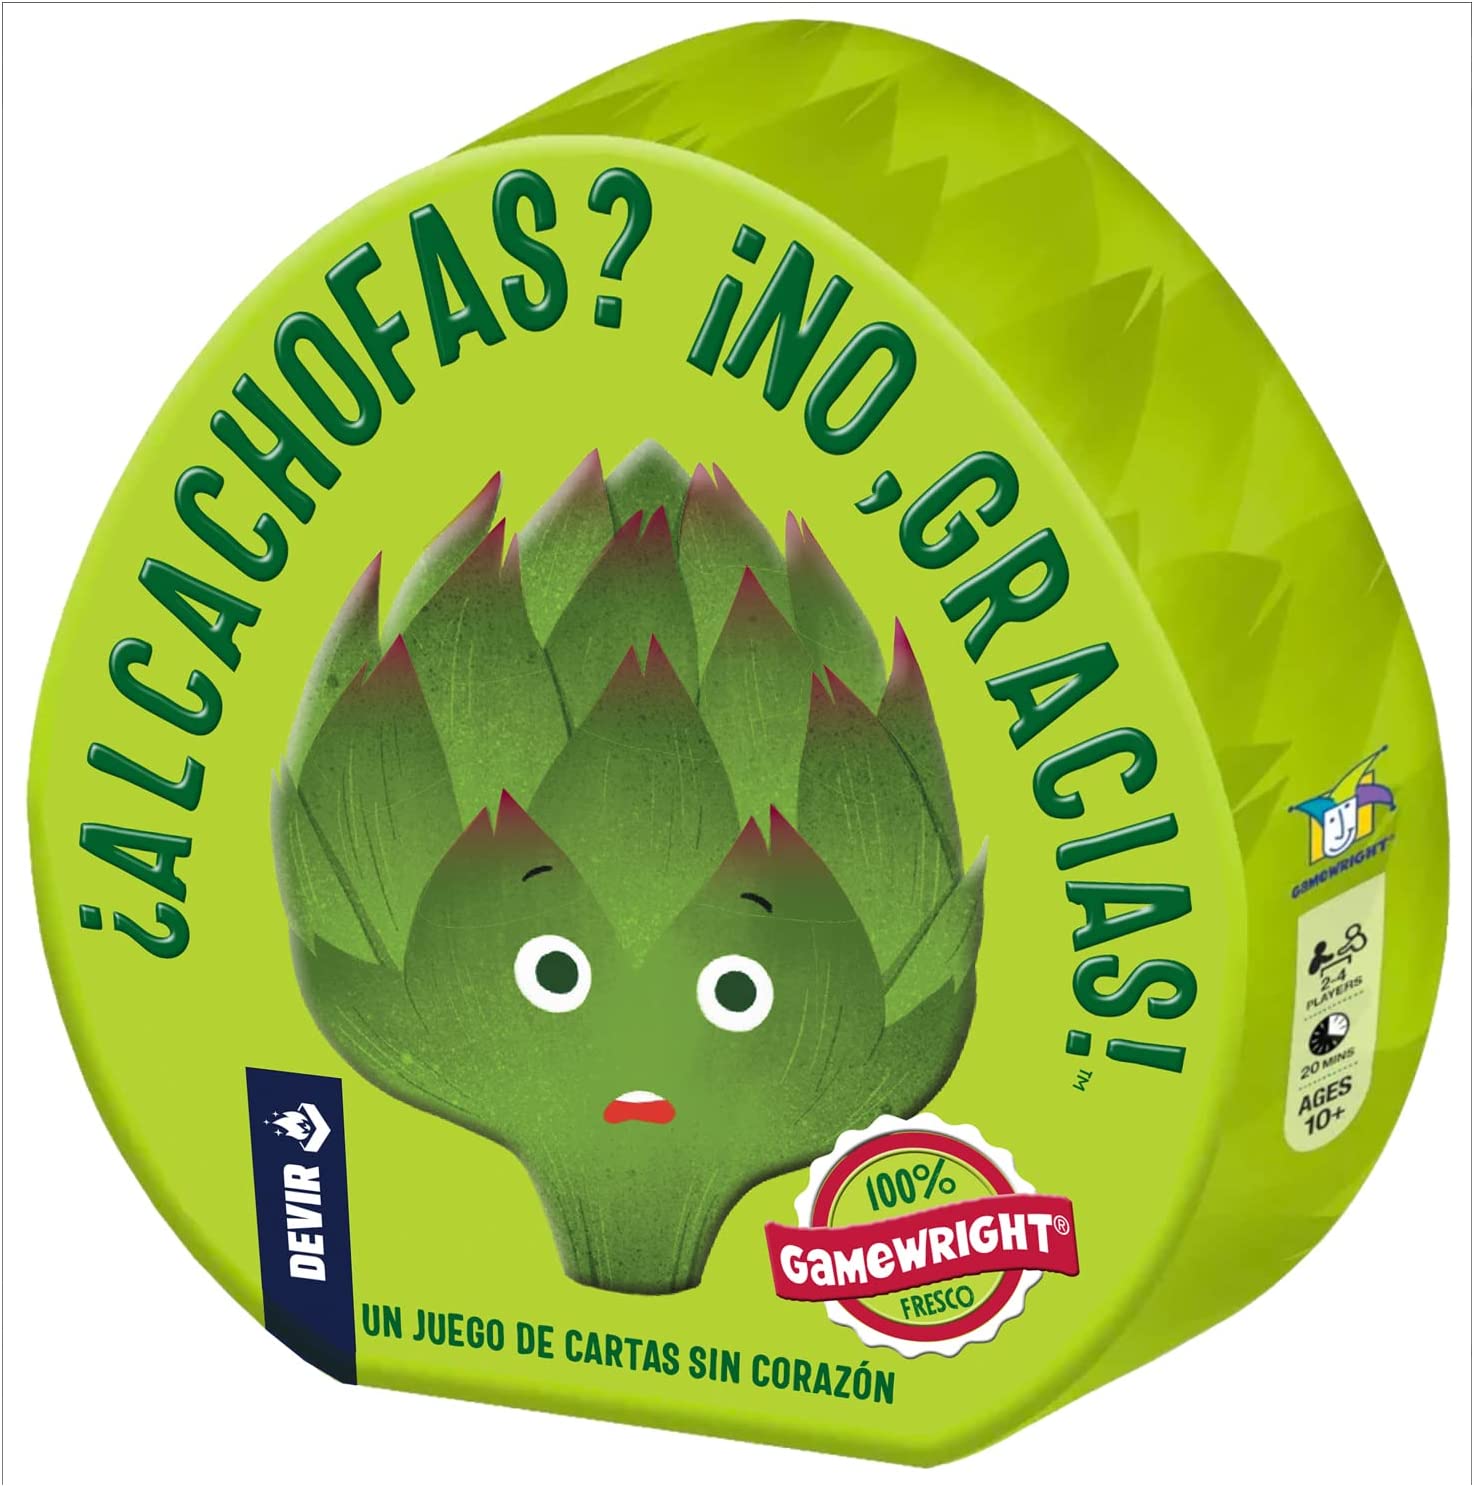 ¿ALCACHOFAS? ¡NO, GRACIAS!™
DEVIR
UN JUEGO DE CARTAS SIN CORAZÓN
100%
GAMEWRIGHT®
FRESCO
GAMEWRIGHT®
2-4
PLAYERS
20 MINS
AGES
10+